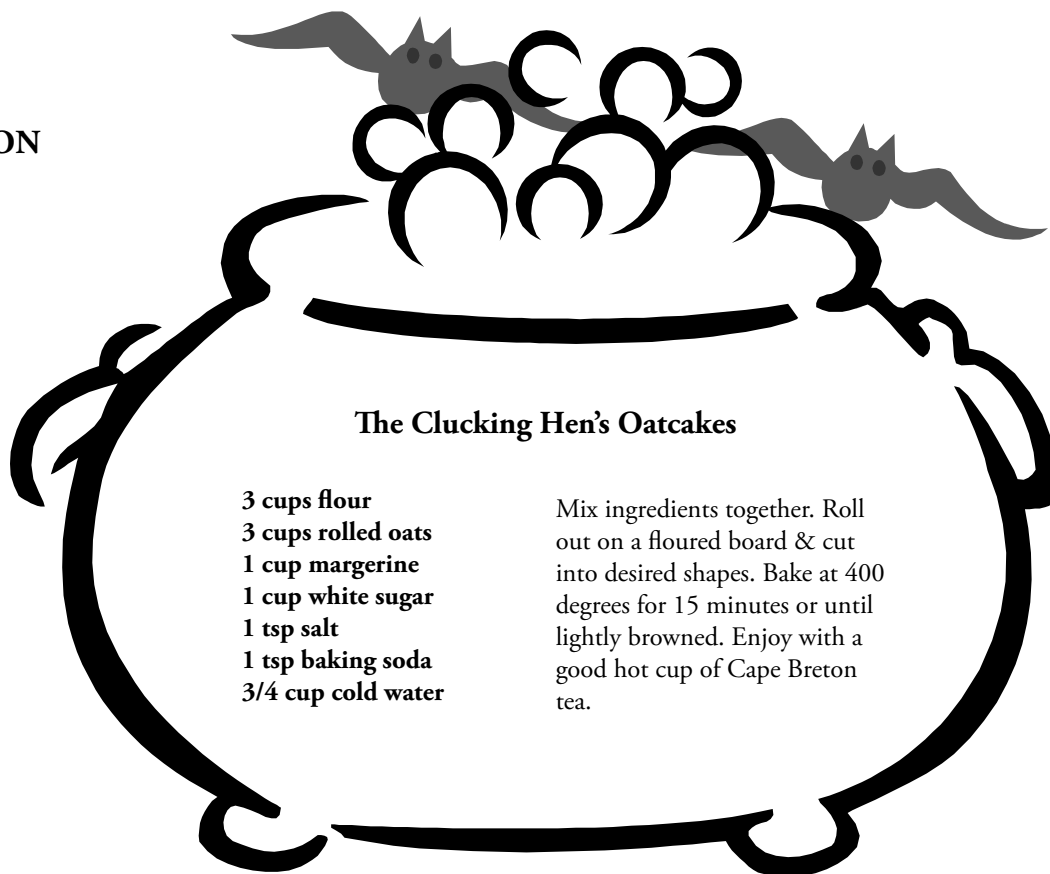 ON
The Clucking Hen’s Oatcakes
3 cups flour
3 cups rolled oats
1 cup margerine
1 cup white sugar
1 tsp salt
1 tsp baking soda
3/4 cup cold water
Mix ingredients together. Roll
out on a floured board & cut
into desired shapes. Bake at 400
degrees for 15 minutes or until
lightly browned. Enjoy with a
good hot cup of Cape Breton
tea.